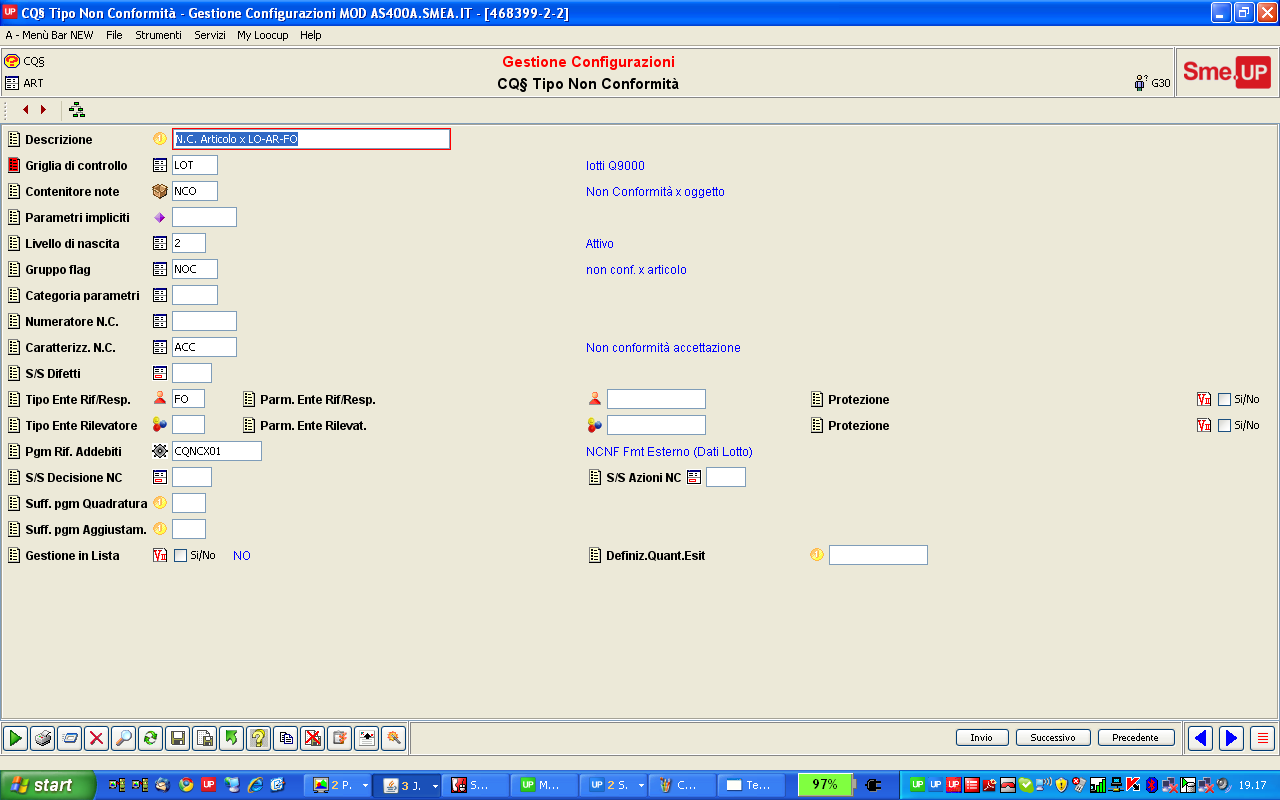 UP CQ§ Tipo Non Conformità - Gestione Configurazioni MOD AS400A.SMEA.IT - [468399-2-2]
A - Menù Bar NEW File Strumenti Servizi My Loocup Help
CQ§ Gestione Configurazioni
ART CQ§ Tipo Non Conformità G30 Sme.UP
Descrizione N.C. Articolo x LO-AR-FO
Griglia di controllo LOT lotti Q9000
Contenitore note NCO Non Conformità x oggetto
Parametri impliciti
Livello di nascita 2 Attivo
Gruppo flag NOC non conf. x articolo
Categoria parametri
Numeratore N.C.
Caratterizz. N.C. ACC Non conformità accettazione
S/S Difetti
Tipo Ente Rif/Resp. FO Parm. Ente Rif/Resp. Protezione Si/No
Tipo Ente Rilevatore Parm. Ente Rilevat. Protezione Si/No
Pgm Rif. Addebiti CQNCX01 NCNF Fmt Esterno (Dati Lotto)
S/S Decisione NC S/S Azioni NC
Suff. pgm Quadratura
Suff. pgm Aggiustam.
Gestione in Lista Si/No NO Definiz.Quant.Esit
Invio Successivo Precedente
start 2 P. 3 J. S... M... 2 S. C... Te... 97% 19.17